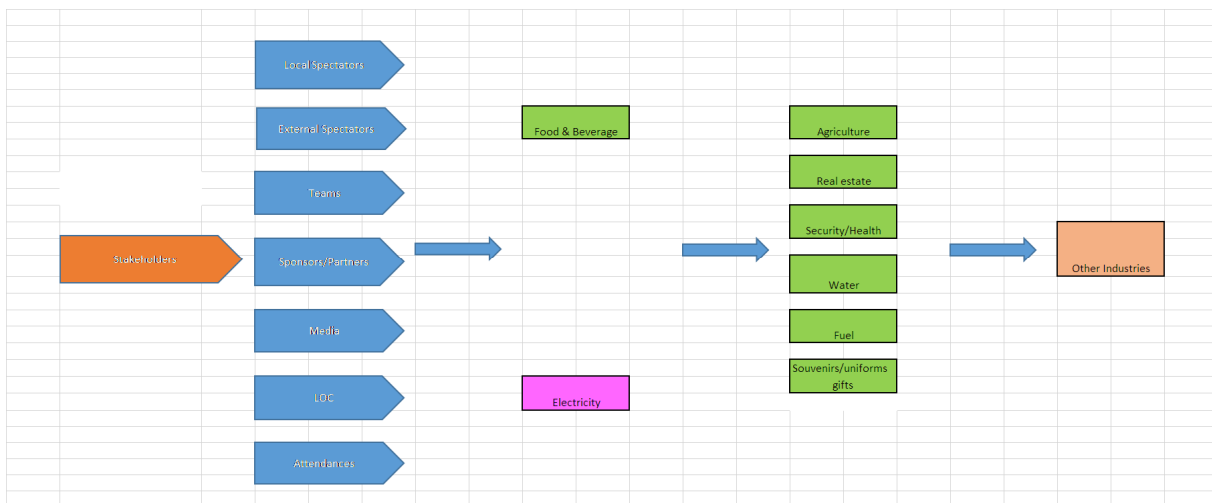 Local Spectators
External Spectators
Food & Beverage
Agriculture
Teams
Real estate
Stakeholders
Sponsors/Partners
Security/Health
Other Industries
Water
Media
Fuel
LOC
Electricity
Souvenirs/uniforms
gifts
Attendances